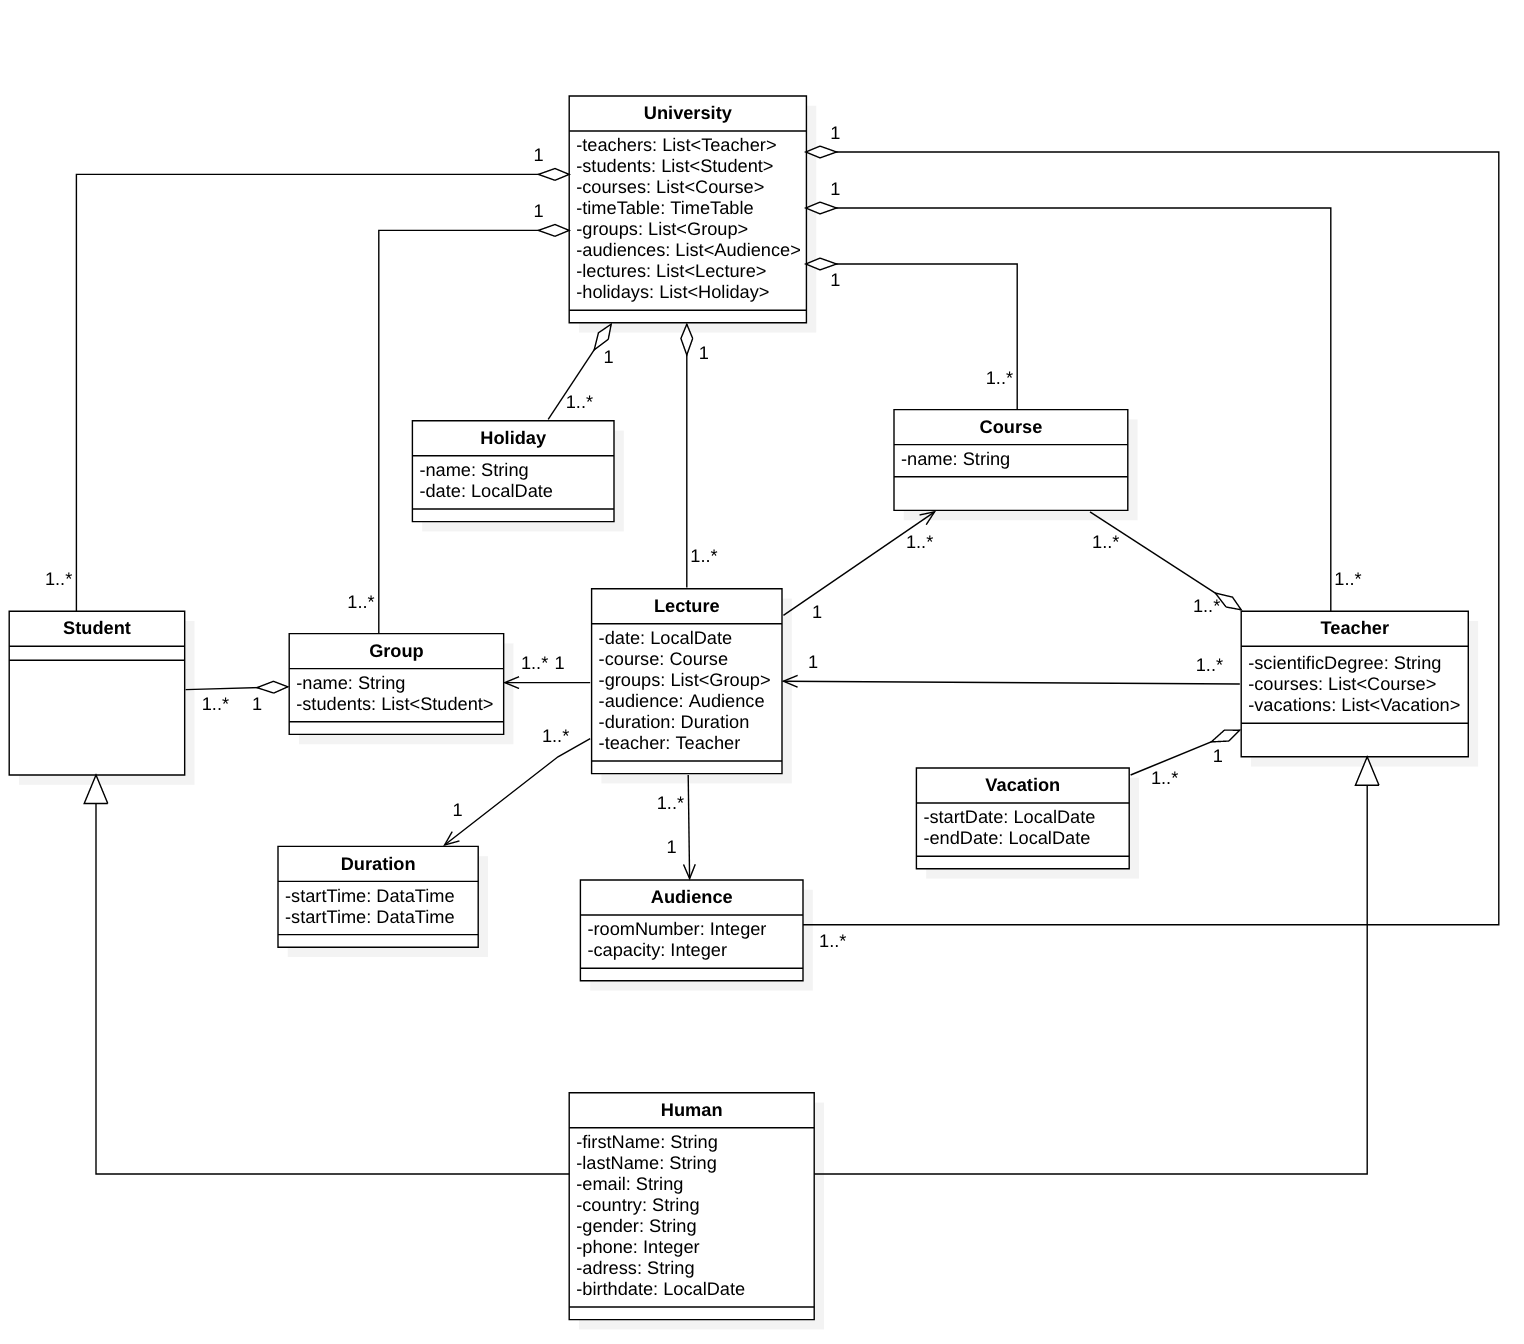 University
-teachers: List<Teacher>
-students: List<Student>
-courses: List<Course>
-timeTable: TimeTable
-groups: List<Group>
-audiences: List<Audience>
-lectures: List<Lecture>
-holidays: List<Holiday>
1
1
1
1
1
1
1
1..*
1..*
1..*
1..*
1..*
1..*
1..*
Holiday
-name: String
-date: LocalDate
Course
-name: String
1..*
1
1..*
1..*
Student
Group
-name: String
-students: List<Student>
1..*
1
1..* 1
Lecture
-date: LocalDate
-course: Course
-groups: List<Group>
-audience: Audience
-duration: Duration
-teacher: Teacher
1
1..*
Teacher
-scientificDegree: String
-courses: List<Course>
-vacations: List<Vacation>
1
1..*
Vacation
-startDate: LocalDate
-endDate: LocalDate
1..*
1
Duration
-startTime: DataTime
-startTime: DataTime
1..*
1
Audience
-roomNumber: Integer
-capacity: Integer
Human
-firstName: String
-lastName: String
-email: String
-country: String
-gender: String
-phone: Integer
-adress: String
-birthdate: LocalDate